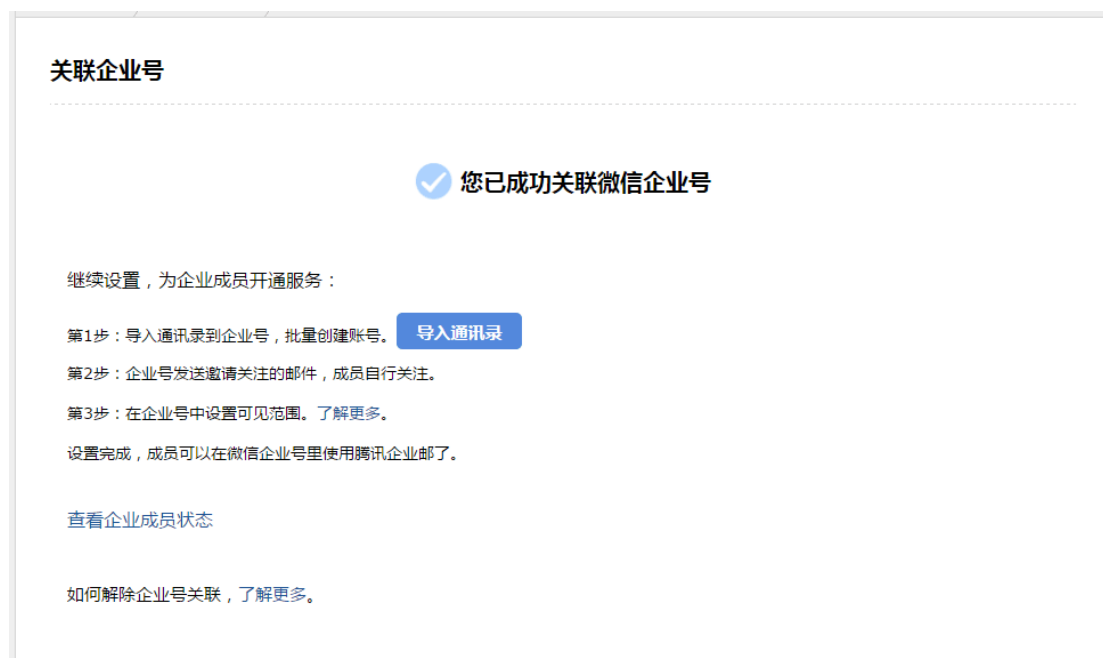 关联企业号
您已成功关联微信企业号
继续设置，为企业成员开通服务：
第1步：导入通讯录到企业号，批量创建账号。 导入通讯录
第2步：企业号发送邀请关注的邮件，成员自行关注。
第3步：在企业号中设置可见范围。了解更多。
设置完成，成员可以在微信企业号里使用腾讯企业邮了。
查看企业成员状态
如何解除企业号关联，了解更多。